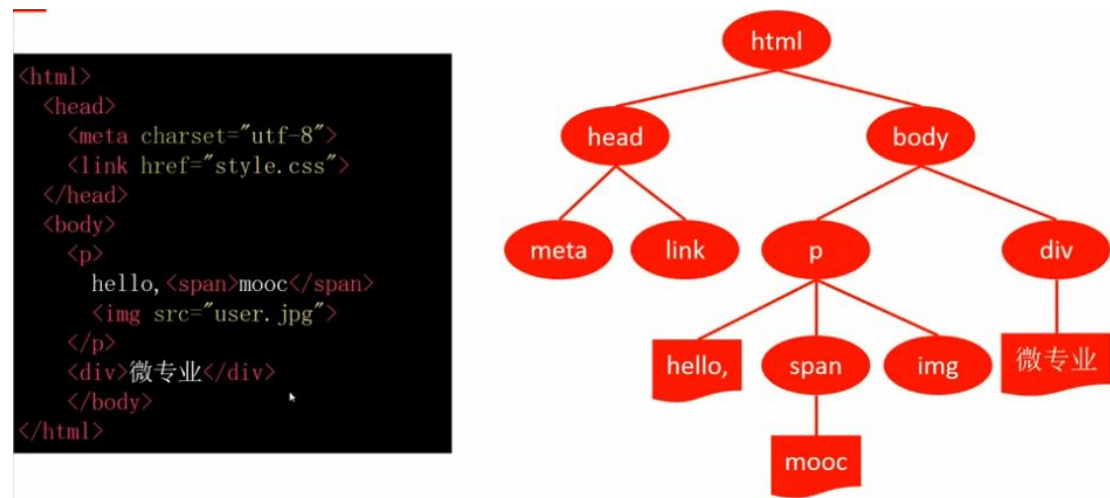 <html>
<head>
<meta charset="utf-8">
<link href="style.css">
</head>
<body>
<p>
hello,<span>mooc</span>
<img src="user.jpg">
</p>
<div>微专业</div>
</body>
</html>
html
head
body
meta
link
p
div
hello,
span
img
微专业
mooc